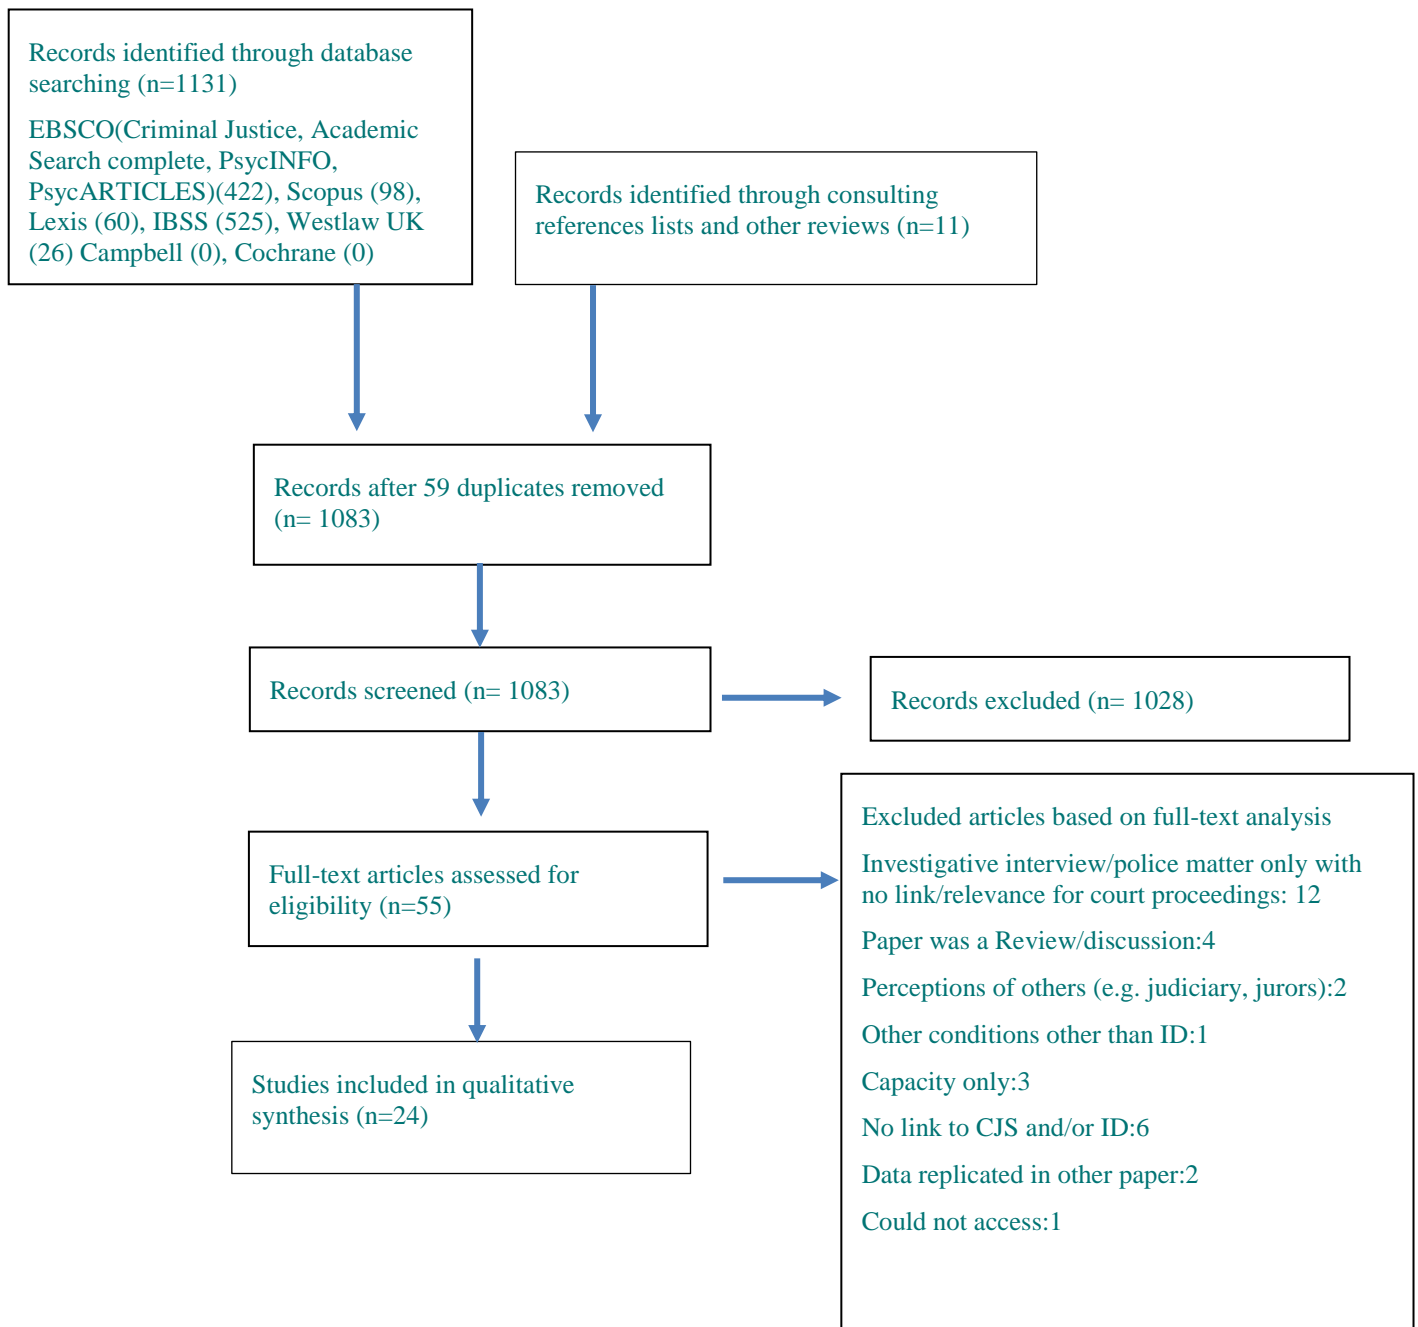 Records identified through database
searching (n=1131)
EBSCO(Criminal Justice, Academic
Search complete, PsycINFO,
PsycARTICLES)(422), Scopus (98),
Lexis (60), IBSS (525), Westlaw UK
(26) Campbell (0), Cochrane (0)
Records identified through consulting
references lists and other reviews (n=11)
Records after 59 duplicates removed
(n= 1083)
Records screened (n= 1083)
Records excluded (n= 1028)
Full-text articles assessed for
eligibility (n=55)
Excluded articles based on full-text analysis
Investigative interview/police matter only with
no link/relevance for court proceedings: 12
Paper was a Review/discussion:4
Perceptions of others (e.g. judiciary, jurors):2
Other conditions other than ID:1
Capacity only:3
No link to CJS and/or ID:6
Data replicated in other paper:2
Could not access:1
Studies included in qualitative
synthesis (n=24)